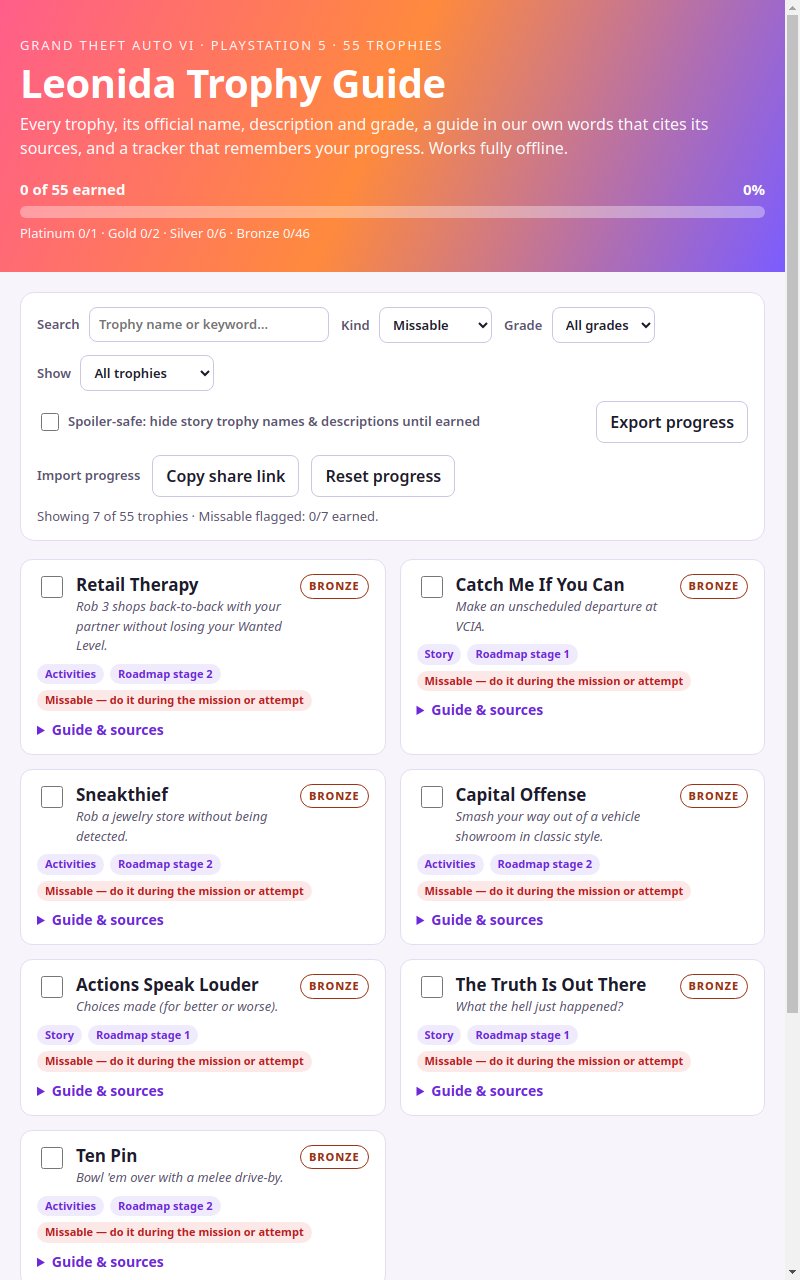 GRAND THEFT AUTO VI · PLAYSTATION 5 · 55 TROPHIES
Leonida Trophy Guide
Every trophy, its official name, description and grade, a guide in our own words that cites its
sources, and a tracker that remembers your progress. Works fully offline.
0 of 55 earned
0%
Platinum 0/1 · Gold 0/2 · Silver 0/6 · Bronze 0/46
Search
Trophy name or keyword...
Kind
Missable
Grade
All grades
Show
All trophies
Spoiler-safe: hide story trophy names & descriptions until earned
Export progress
Import progress
Copy share link
Reset progress
Showing 7 of 55 trophies · Missable flagged: 0/7 earned.
Retail Therapy
BRONZE
Rob 3 shops back-to-back with your
partner without losing your Wanted
Level.
Activities
Roadmap stage 2
Missable — do it during the mission or attempt
Guide & sources
Catch Me If You Can
BRONZE
Make an unscheduled departure at
VCIA.
Story
Roadmap stage 1
Missable — do it during the mission or attempt
Guide & sources
Sneakthief
BRONZE
Rob a jewelry store without being
detected.
Activities
Roadmap stage 2
Missable — do it during the mission or attempt
Guide & sources
Capital Offense
BRONZE
Smash your way out of a vehicle
showroom in classic style.
Activities
Roadmap stage 2
Missable — do it during the mission or attempt
Guide & sources
Actions Speak Louder
BRONZE
Choices made (for better or worse).
Story
Roadmap stage 1
Missable — do it during the mission or attempt
Guide & sources
The Truth Is Out There
BRONZE
What the hell just happened?
Story
Roadmap stage 1
Missable — do it during the mission or attempt
Guide & sources
Ten Pin
BRONZE
Bowl 'em over with a melee drive-by.
Activities
Roadmap stage 2
Missable — do it during the mission or attempt
Guide & sources